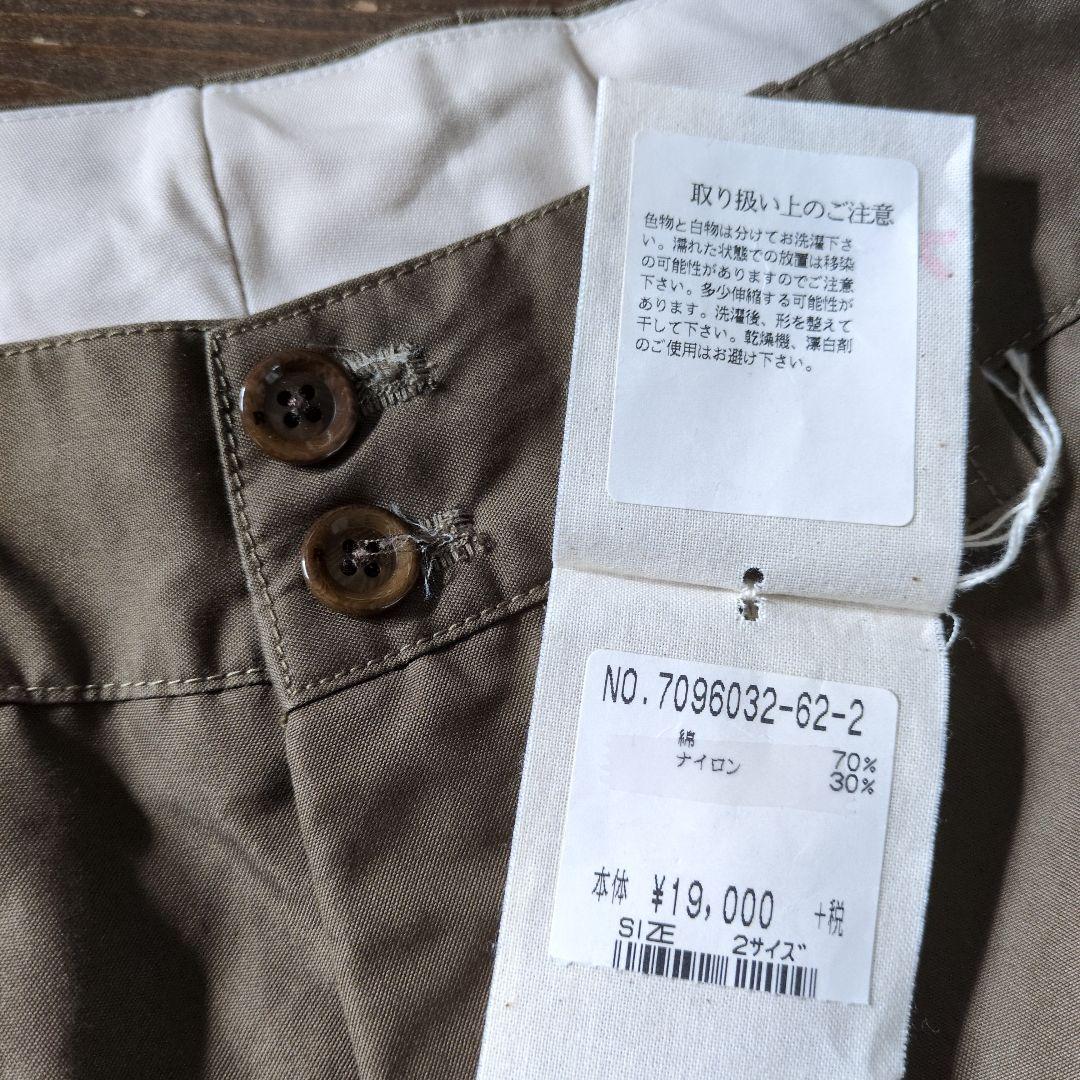 取り扱い上のご注意
色物と白物は分けてお洗濯下さ
い。濡れた状態での放置は移染
の可能性がありますのでご注意
下さい。多少伸縮する可能性が
あります。洗濯後、形を整えて
干して下さい。乾燥機、漂白剤
のご使用はお避け下さい。
NO.7096032-62-2
綿 70%
ナイロン 30%
本体 ¥19,000 +税
SIZE 2サイズ